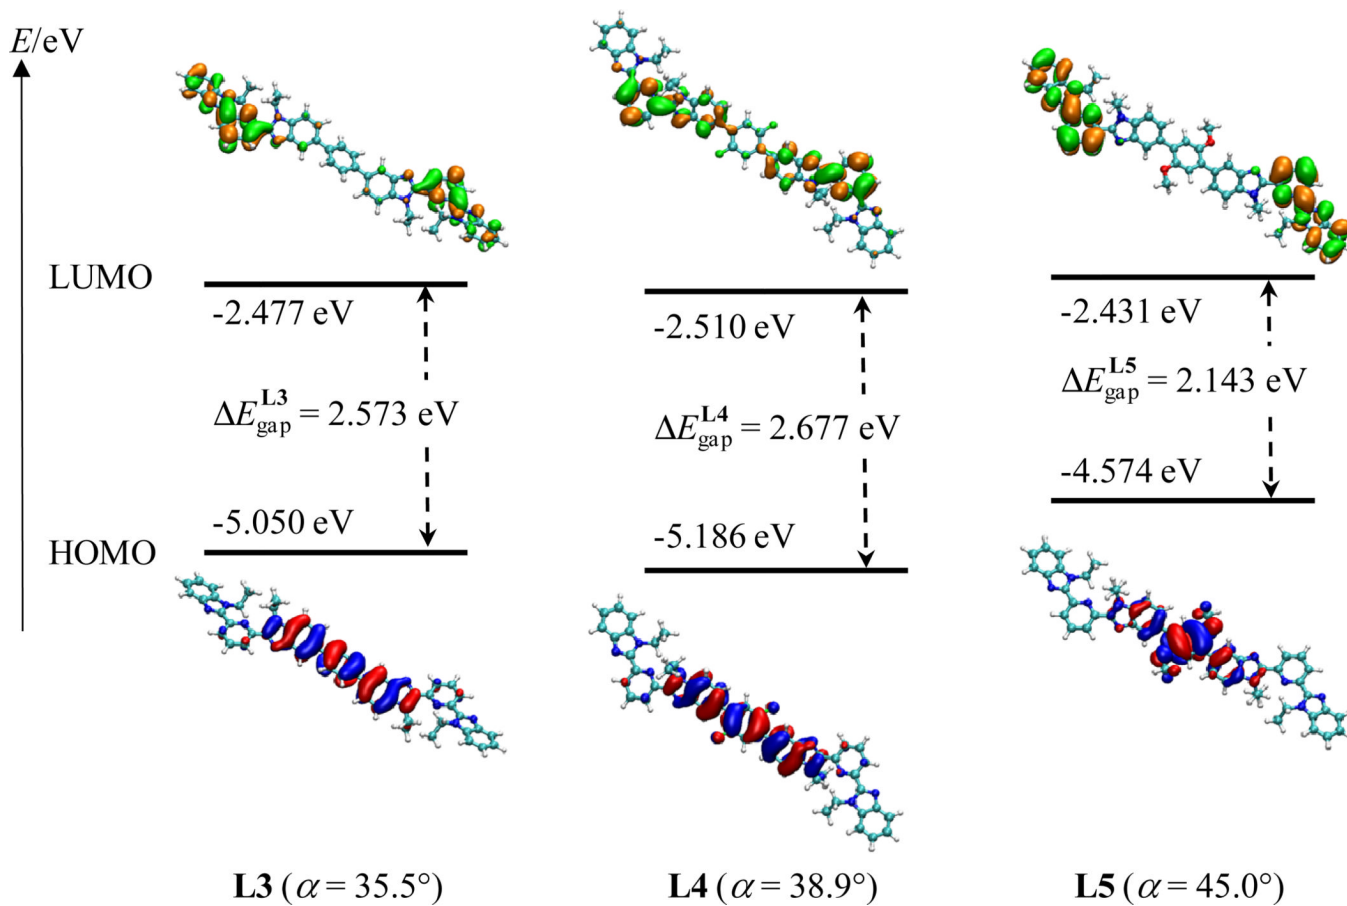 E/eV
LUMO
-2.477 eV
-2.510 eV
-2.431 eV
ΔE_gap^L3 = 2.573 eV
ΔE_gap^L4 = 2.677 eV
ΔE_gap^L5 = 2.143 eV
HOMO
-5.050 eV
-5.186 eV
-4.574 eV
L3 (α = 35.5°)
L4 (α = 38.9°)
L5 (α = 45.0°)